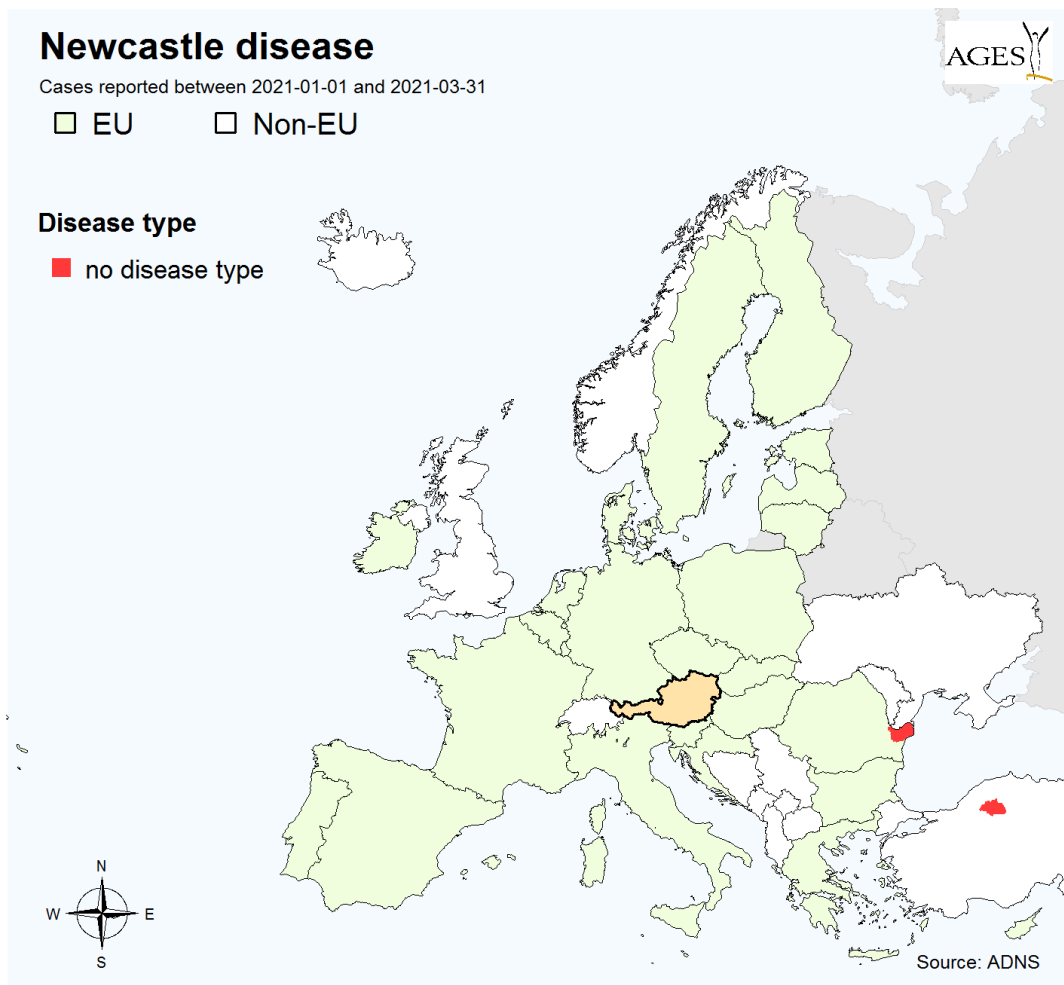 Newcastle disease
Cases reported between 2021-01-01 and 2021-03-31
EU Non-EU
AGES
Disease type
no disease type
N
W E
S
Source: ADNS